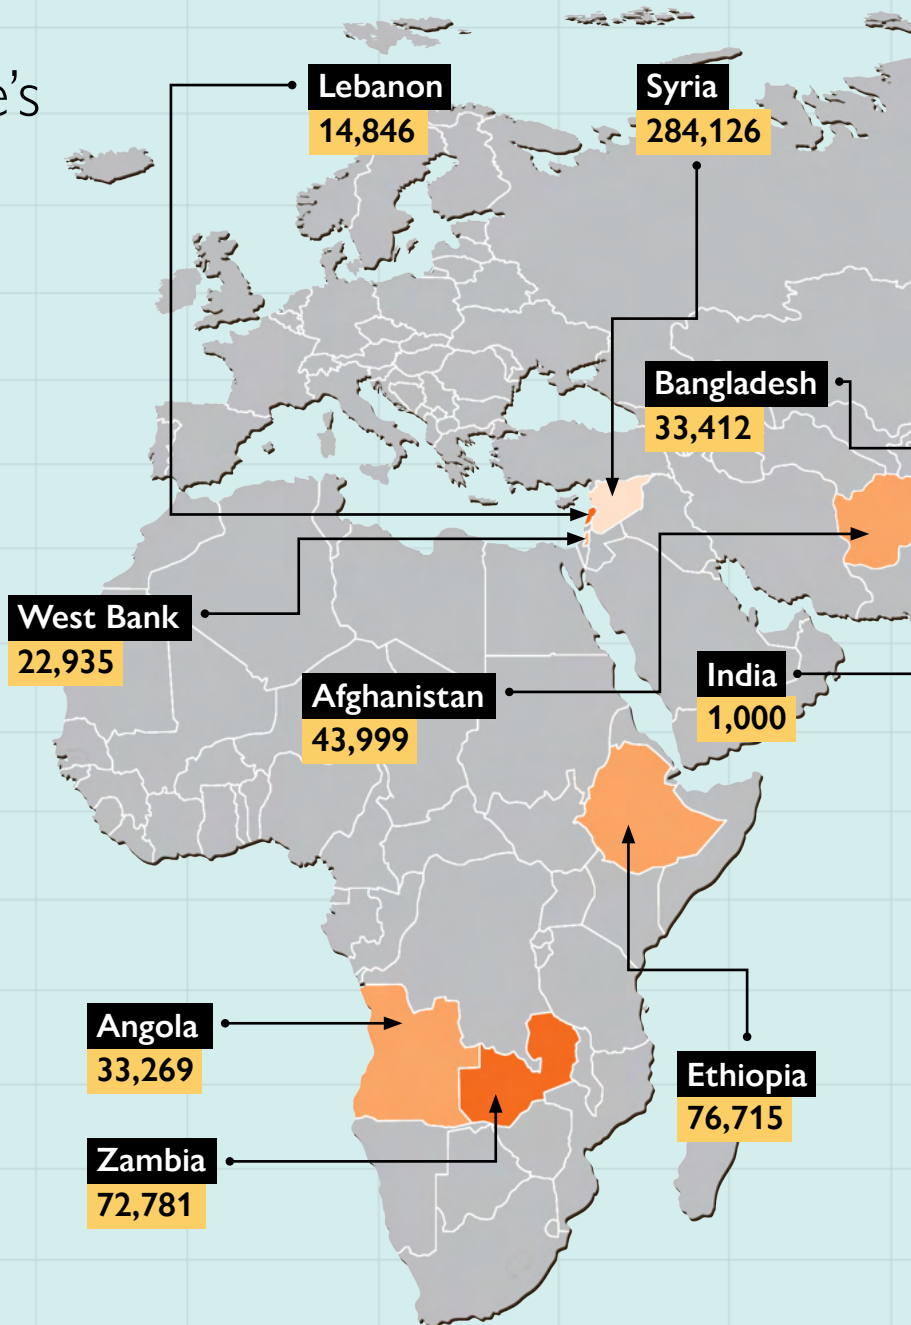 e's
Lebanon
14,846
Syria
284,126
Bangladesh
33,412
West Bank
22,935
Afghanistan
43,999
India
1,000
Angola
33,269
Ethiopia
76,715
Zambia
72,781